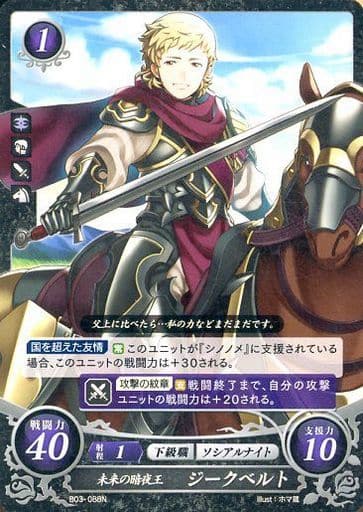 1
父上に比べたら…私の力などまだまだです。
国を超えた友情 常 このユニットが『シノノメ』に支援されている
場合、このユニットの戦闘力は＋30される。
攻撃の紋章 支 戦闘終了まで、自分の攻撃
ユニットの戦闘力は＋20される。
戦闘力
40
射程 1 下級職 ソシアルナイト
支援力
10
未来の暗夜王 ジークベルト
B03-088N
Illust：ホマ蔵